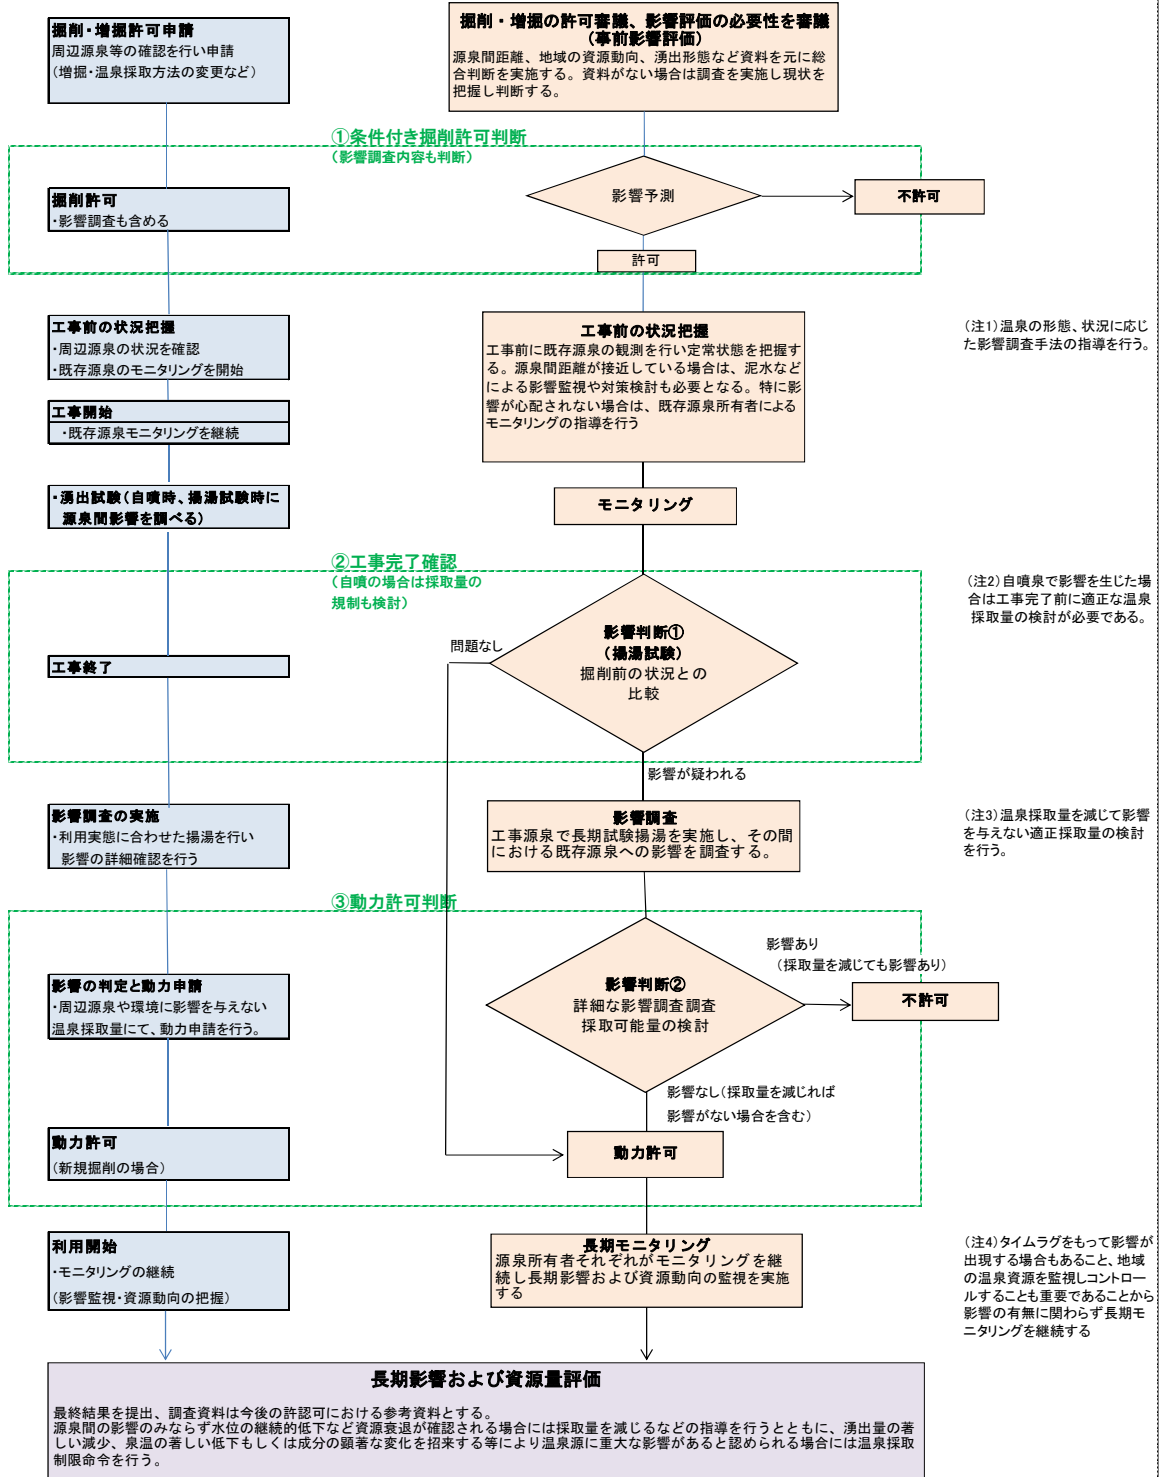 掘削・増掘許可申請
周辺源泉等の確認を行い申請
(増掘・温泉採取方法の変更など)
掘削・増掘の許可審議、影響評価の必要性を審議
(事前影響評価)
源泉間距離、地域の資源動向、湧出形態など資料を元に総
合判断を実施する。資料がない場合は調査を実施し現状を
把握し判断する。
①条件付き掘削許可判断
(影響調査内容も判断)
掘削許可
・影響調査も含める
影響予測
不許可
許可
工事前の状況把握
・周辺源泉の状況を確認
・既存源泉のモニタリングを開始
工事前の状況把握
工事前に既存源泉の観測を行い定常状態を把握す
る。源泉間距離が接近している場合は、泥水など
による影響監視や対策検討も必要となる。特に影
響が心配されない場合は、既存源泉所有者による
モニタリングの指導を行う
(注1)温泉の形態、状況に応じ
た影響調査手法の指導を行う。
工事開始
・既存源泉モニタリングを継続
・湧出試験(自噴時、揚湯試験時に
源泉間影響を調べる)
モニタリング
②工事完了確認
(自噴の場合は採取量の
規制も検討)
(注2)自噴泉で影響を生じた場
合は工事完了前に適正な温泉
採取量の検討が必要である。
影響判断①
(揚湯試験)
掘削前の状況との
比較
問題なし
工事終了
影響が疑われる
影響調査の実施
・利用実態に合わせた揚湯を行い
影響の詳細確認を行う
影響調査
工事源泉で長期試験揚湯を実施し、その間
における既存源泉への影響を調査する。
(注3)温泉採取量を減じて影響
を与えない適正採取量の検討
を行う。
③動力許可判断
影響あり
(採取量を減じても影響あり)
影響の判定と動力申請
・周辺源泉や環境に影響を与えない
温泉採取量にて、動力申請を行う。
影響判断②
詳細な影響調査調査
採取可能量の検討
不許可
影響なし(採取量を減じれば
影響がない場合を含む)
動力許可
(新規掘削の場合)
動力許可
利用開始
・モニタリングの継続
(影響監視・資源動向の把握)
長期モニタリング
源泉所有者それぞれがモニタリングを継
続し長期影響および資源動向の監視を実施
する
(注4)タイムラグをもって影響が
出現する場合もあること、地域
の温泉資源を監視しコントロー
ルすることも重要であることから
影響の有無に関わらず長期モ
ニタリングを継続する
長期影響および資源量評価
最終結果を提出、調査資料は今後の許認可における参考資料とする。
源泉間の影響のみならず水位の継続的低下など資源衰退が確認される場合には採取量を減じるなどの指導を行うとともに、湧出量の著
しい減少、泉温の著しい低下もしくは成分の顕著な変化を招来する等により温泉源に重大な影響があると認められる場合には温泉採取
制限命令を行う。